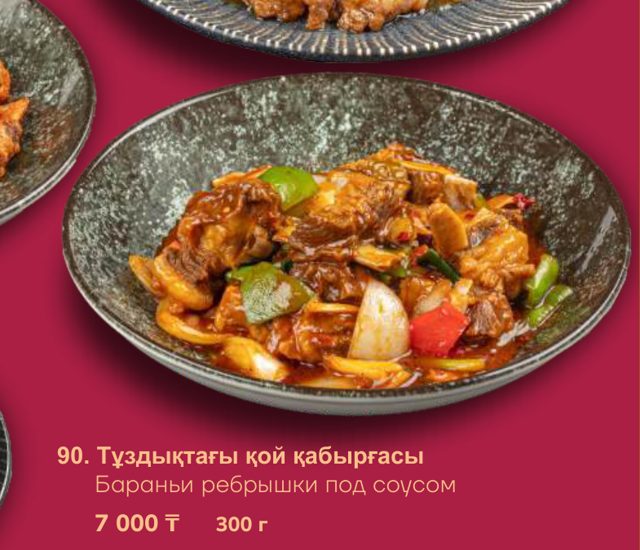 90. Тұздықтағы қой қабырғасы
Бараньи ребрышки под соусом
7 000 ₸ 300 г